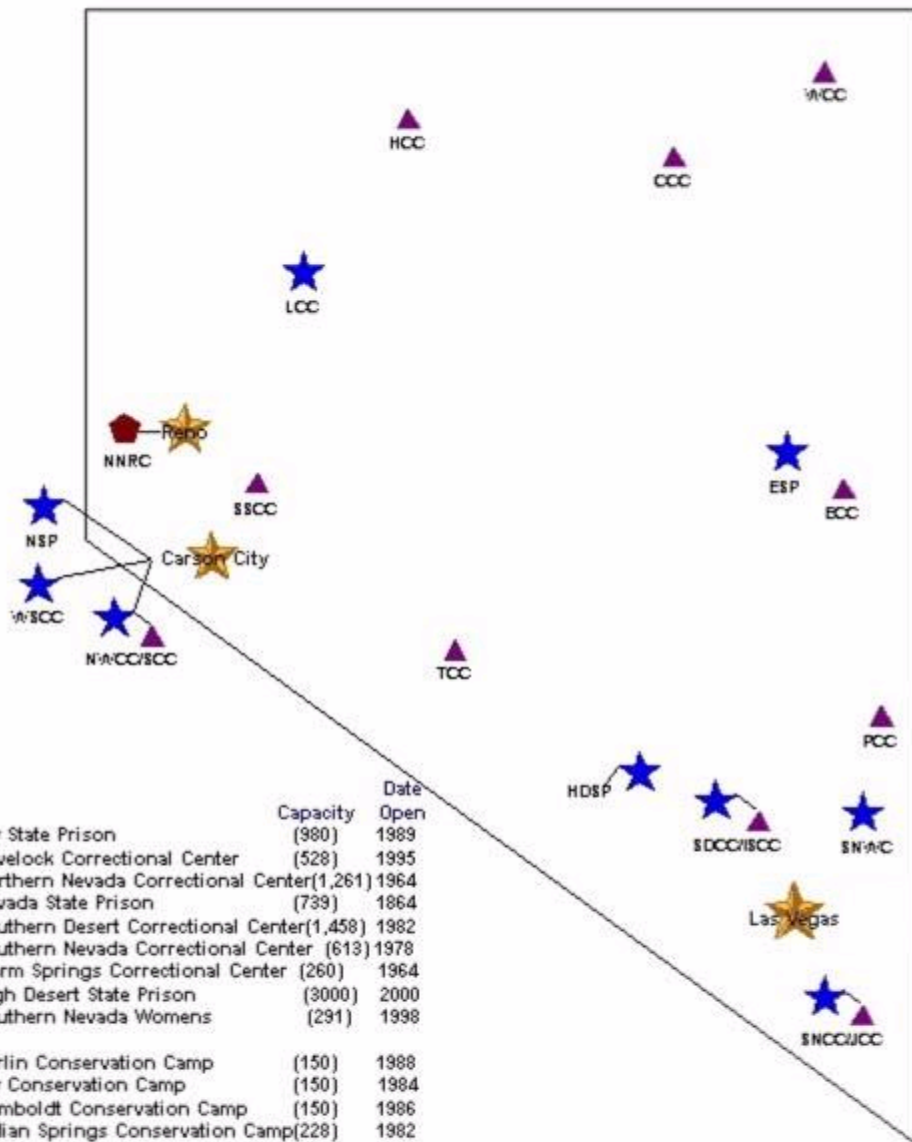 WCC
HCC
CCC
LCC
Reno
NNRC
ESP
SSCC
ECC
NSP
Carson City
WSCC
NWCC/SCC
TCC
PCC
HDSP
SDCC/ISCC
SNWC
Las Vegas
SNCC/JCC
Date
Capacity Open
State Prison (980) 1989
velock Correctional Center (528) 1995
rthern Nevada Correctional Center(1,261) 1964
vada State Prison (739) 1864
uthern Desert Correctional Center(1,458) 1982
uthern Nevada Correctional Center (613) 1978
rm Springs Correctional Center (260) 1964
gh Desert State Prison (3000) 2000
uthern Nevada Womens (291) 1998
rlin Conservation Camp (150) 1988
Conservation Camp (150) 1984
mboldt Conservation Camp (150) 1986
dian Springs Conservation Camp(228) 1982